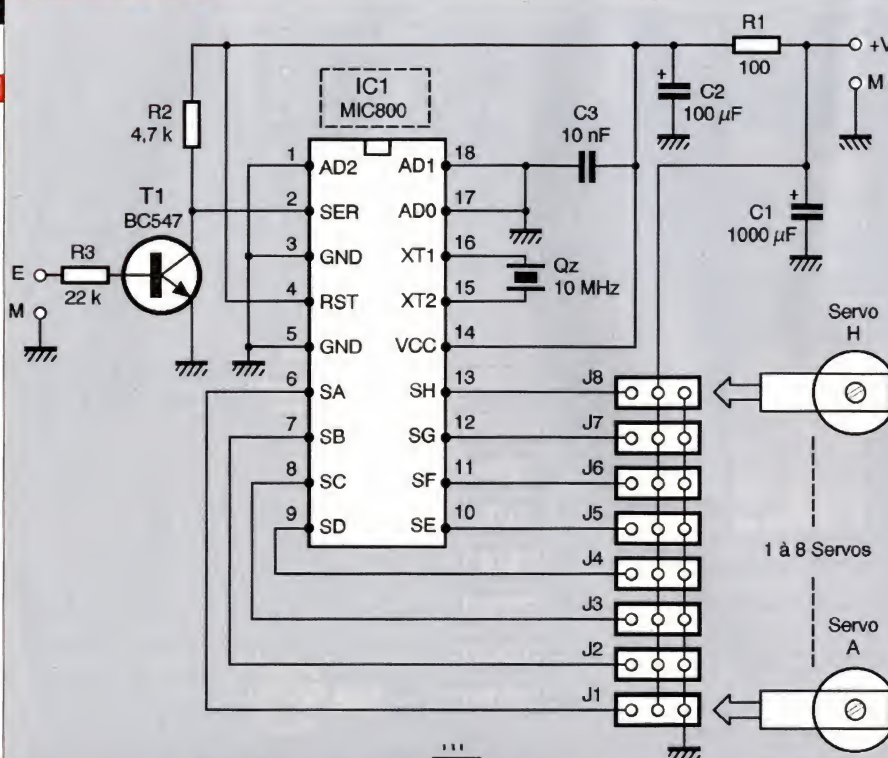 R1
100
+V
M
C2
100 µF
C3
10 nF
C1
1000 µF
IC1
MIC800
R2
4,7 k
T1
BC547
R3
22 k
E
M
1 AD2
2 SER
3 GND
4 RST
5 GND
6 SA
7 SB
8 SC
9 SD
AD1 18
AD0 17
XT1 16
XT2 15
VCC 14
SH 13
SG 12
SF 11
SE 10
Qz
10 MHz
J8
J7
J6
J5
J4
J3
J2
J1
Servo
H
1 à 8 Servos
Servo
A